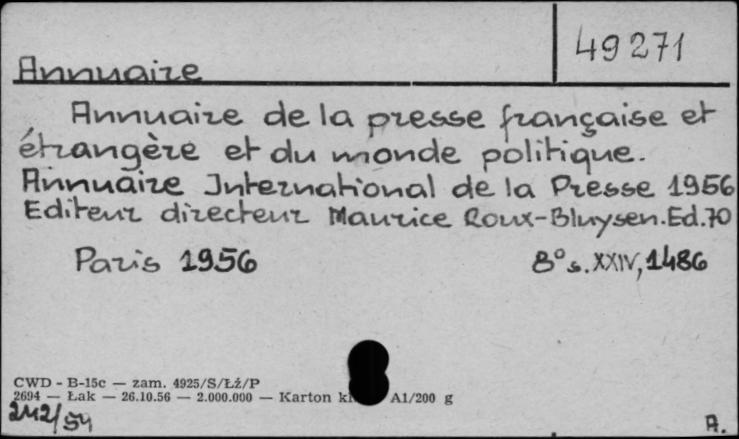 49271
Annuaire
Annuaire de la presse française et
étrangère et du monde politique.
Annuaire International de la Presse 1956
Editeur directeur Maurice Roux-Bluysen. Ed. 70
Paris 1956 8° s. XXIV, 1486
CWD - B-15c — zam. 4925/S/Łź/P
2694 — Łak — 26.10.56 — 2.000.000 — Karton A1/200 g
242/54
A.